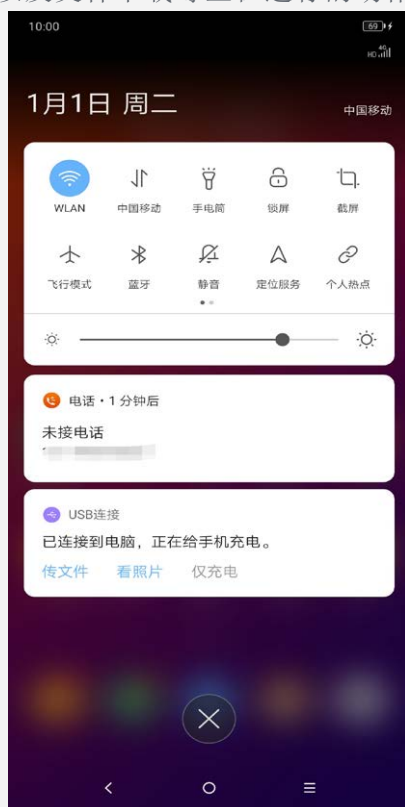 10:00
69
HD 4G
1月1日 周二
中国移动
WLAN 中国移动 手电筒 锁屏 截屏
飞行模式 蓝牙 静音 定位服务 个人热点
电话·1 分钟后
未接电话
USB连接
已连接到电脑，正在给手机充电。
传文件 看照片 仅充电